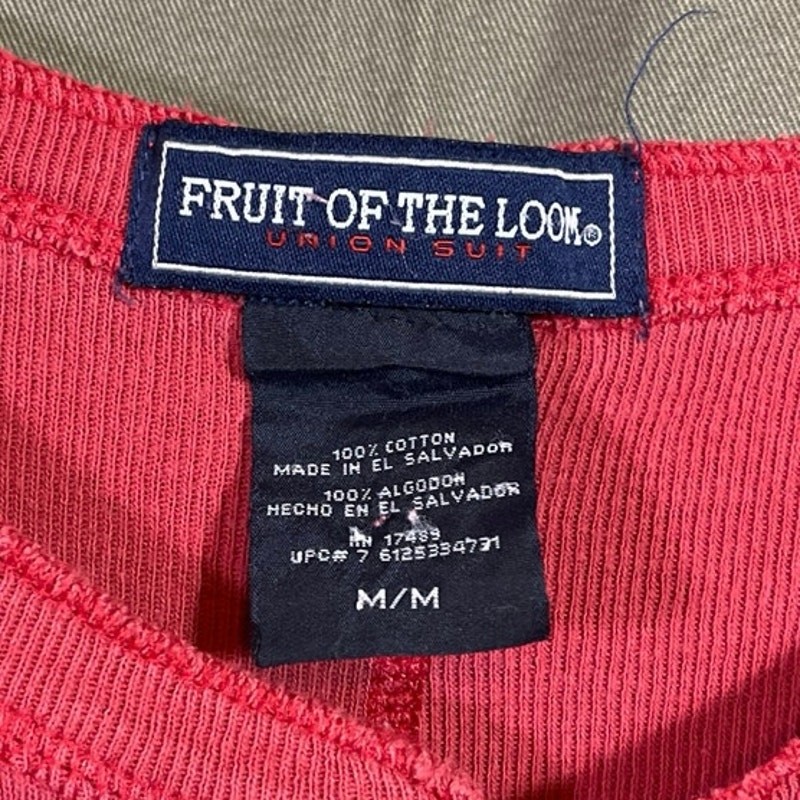 FRUIT OF THE LOOM®
UNION SUIT
100% COTTON
MADE IN EL SALVADOR
100% ALGODON
HECHO EN EL SALVADOR
RN 17489
UPC# 7 6125334731
M/M